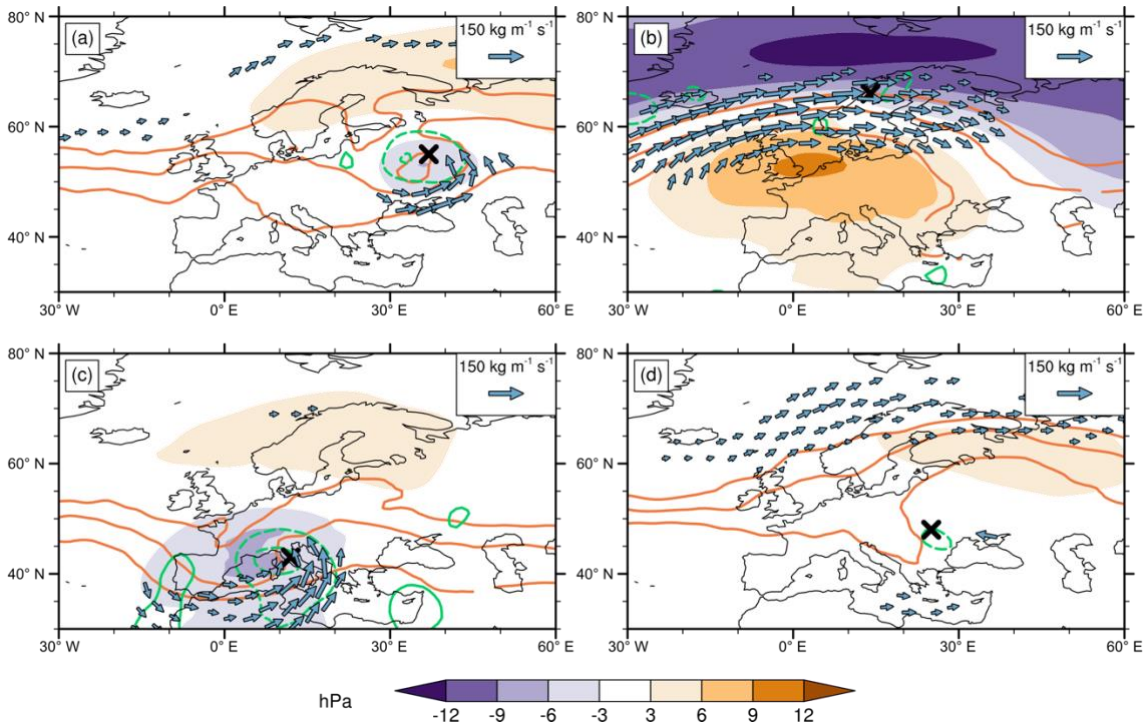 80° N
(a)
150 kg m⁻¹ s⁻¹
60° N
40° N
30° W
0° E
30° E
60° E
80° N
(b)
150 kg m⁻¹ s⁻¹
60° N
40° N
30° W
0° E
30° E
60° E
80° N
(c)
150 kg m⁻¹ s⁻¹
60° N
40° N
30° W
0° E
30° E
60° E
80° N
(d)
150 kg m⁻¹ s⁻¹
60° N
40° N
30° W
0° E
30° E
60° E
hPa
-12 -9 -6 -3 3 6 9 12